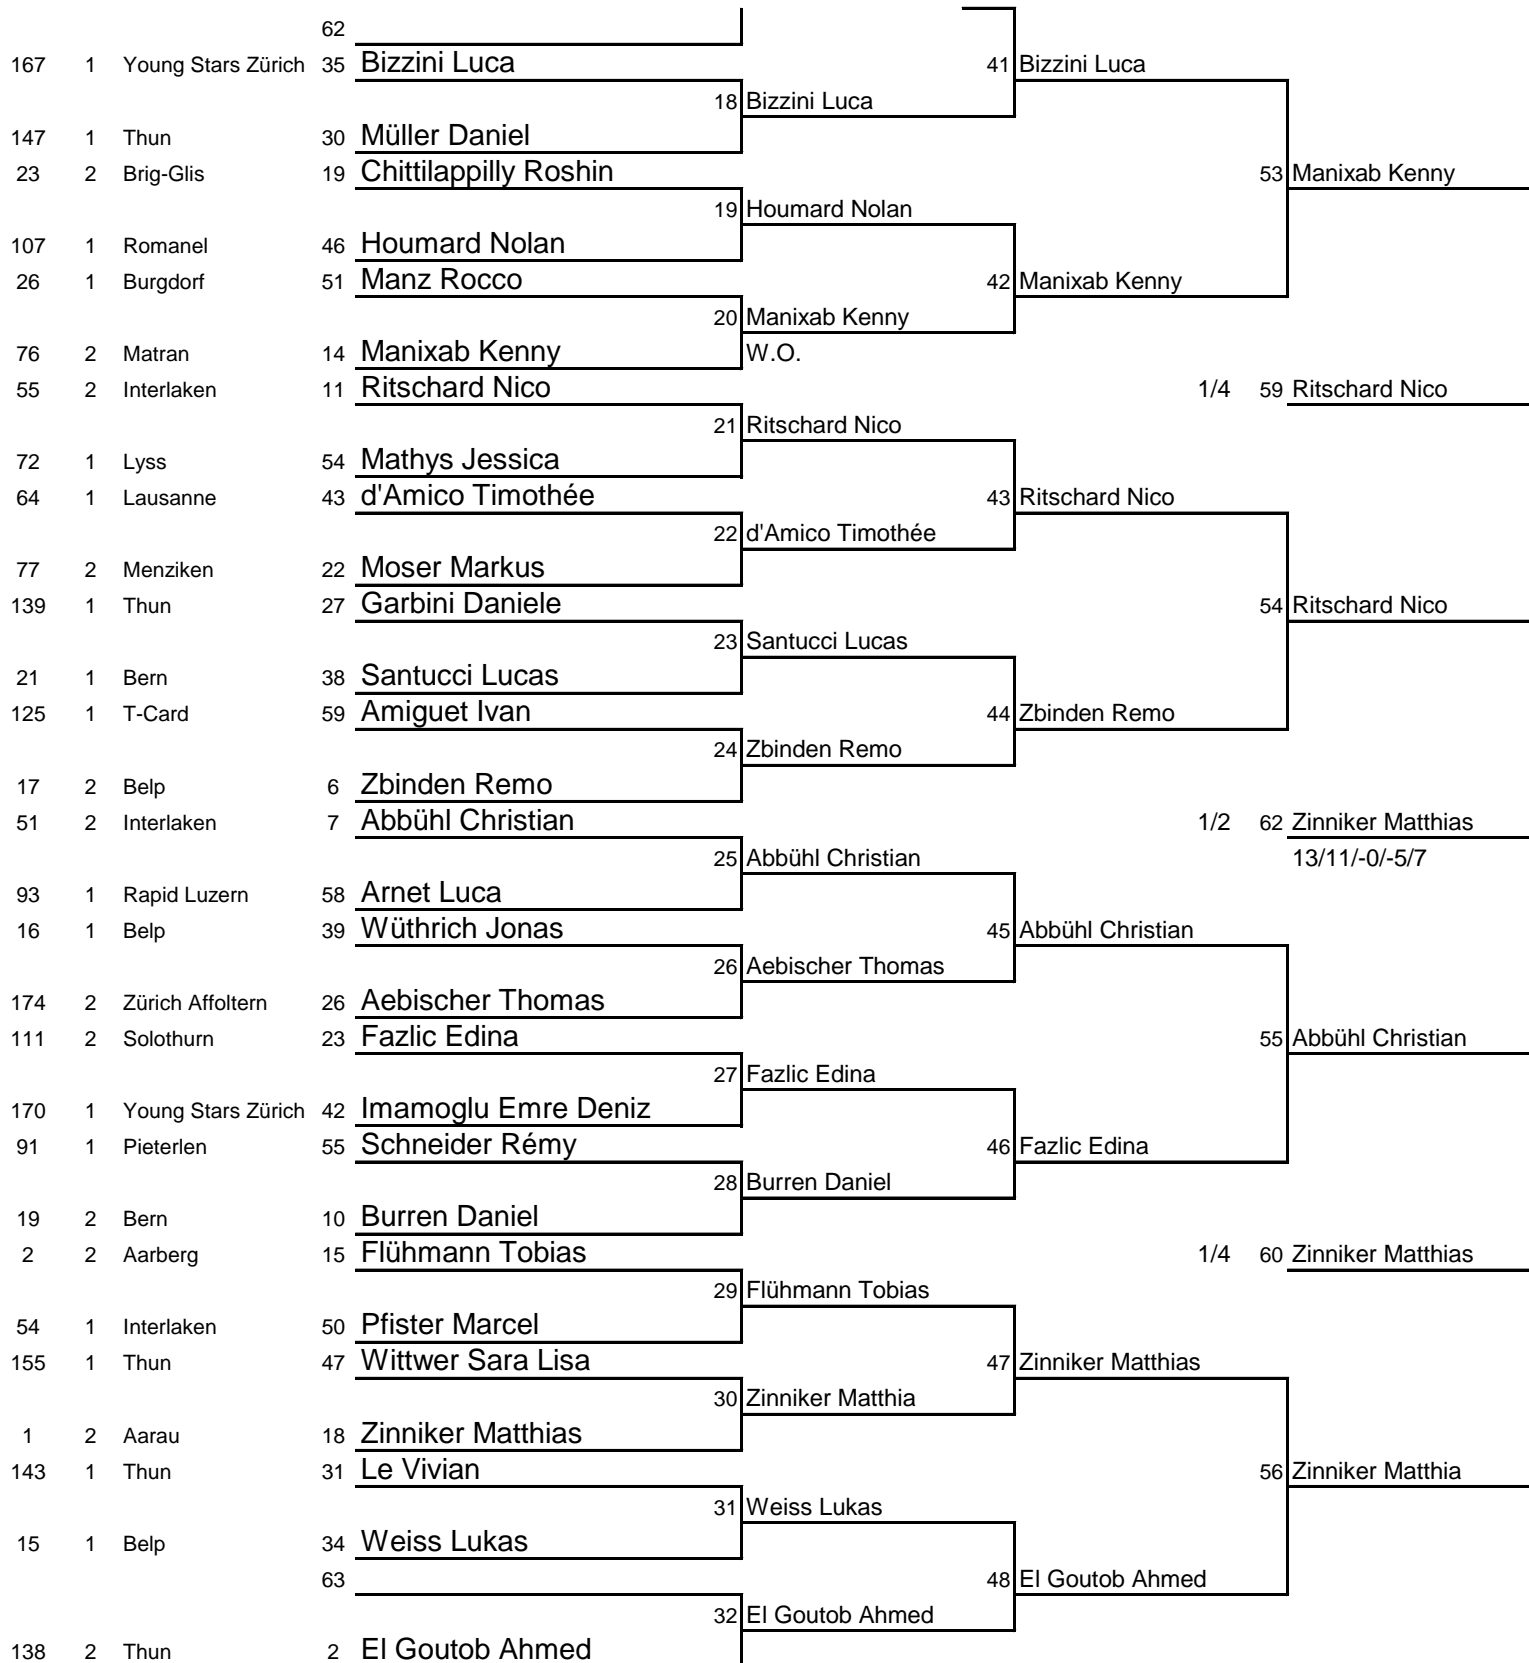 62
167 1 Young Stars Zürich 35 Bizzini Luca 41 Bizzini Luca
18 Bizzini Luca
147 1 Thun 30 Müller Daniel
23 2 Brig-Glis 19 Chittilappilly Roshin 53 Manixab Kenny
19 Houmard Nolan
107 1 Romanel 46 Houmard Nolan
26 1 Burgdorf 51 Manz Rocco 42 Manixab Kenny
20 Manixab Kenny
76 2 Matran 14 Manixab Kenny W.O.
55 2 Interlaken 11 Ritschard Nico 1/4 59 Ritschard Nico
21 Ritschard Nico
72 1 Lyss 54 Mathys Jessica
64 1 Lausanne 43 d'Amico Timothée 43 Ritschard Nico
22 d'Amico Timothée
77 2 Menziken 22 Moser Markus
139 1 Thun 27 Garbini Daniele 54 Ritschard Nico
23 Santucci Lucas
21 1 Bern 38 Santucci Lucas
125 1 T-Card 59 Amiguet Ivan 44 Zbinden Remo
24 Zbinden Remo
17 2 Belp 6 Zbinden Remo
51 2 Interlaken 7 Abbühl Christian 1/2 62 Zinniker Matthias
25 Abbühl Christian 13/11/-0/-5/7
93 1 Rapid Luzern 58 Arnet Luca
16 1 Belp 39 Wüthrich Jonas 45 Abbühl Christian
26 Aebischer Thomas
174 2 Zürich Affoltern 26 Aebischer Thomas
111 2 Solothurn 23 Fazlic Edina 55 Abbühl Christian
27 Fazlic Edina
170 1 Young Stars Zürich 42 Imamoglu Emre Deniz
91 1 Pieterlen 55 Schneider Rémy 46 Fazlic Edina
28 Burren Daniel
19 2 Bern 10 Burren Daniel
2 2 Aarberg 15 Flühmann Tobias 1/4 60 Zinniker Matthias
29 Flühmann Tobias
54 1 Interlaken 50 Pfister Marcel
155 1 Thun 47 Wittwer Sara Lisa 47 Zinniker Matthias
30 Zinniker Matthia
1 2 Aarau 18 Zinniker Matthias
143 1 Thun 31 Le Vivian 56 Zinniker Matthia
31 Weiss Lukas
15 1 Belp 34 Weiss Lukas
63 48 El Goutob Ahmed
32 El Goutob Ahmed
138 2 Thun 2 El Goutob Ahmed